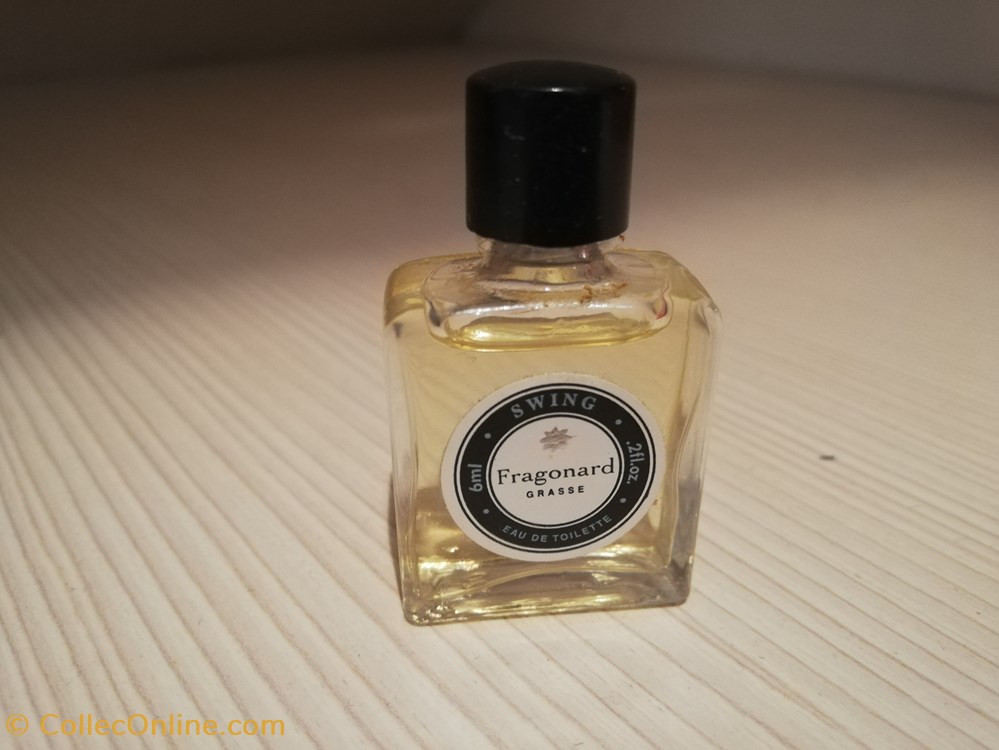 SWING
6ml
.2fl.oz.
Fragonard
GRASSE
EAU DE TOILETTE
© CollecOnline.com